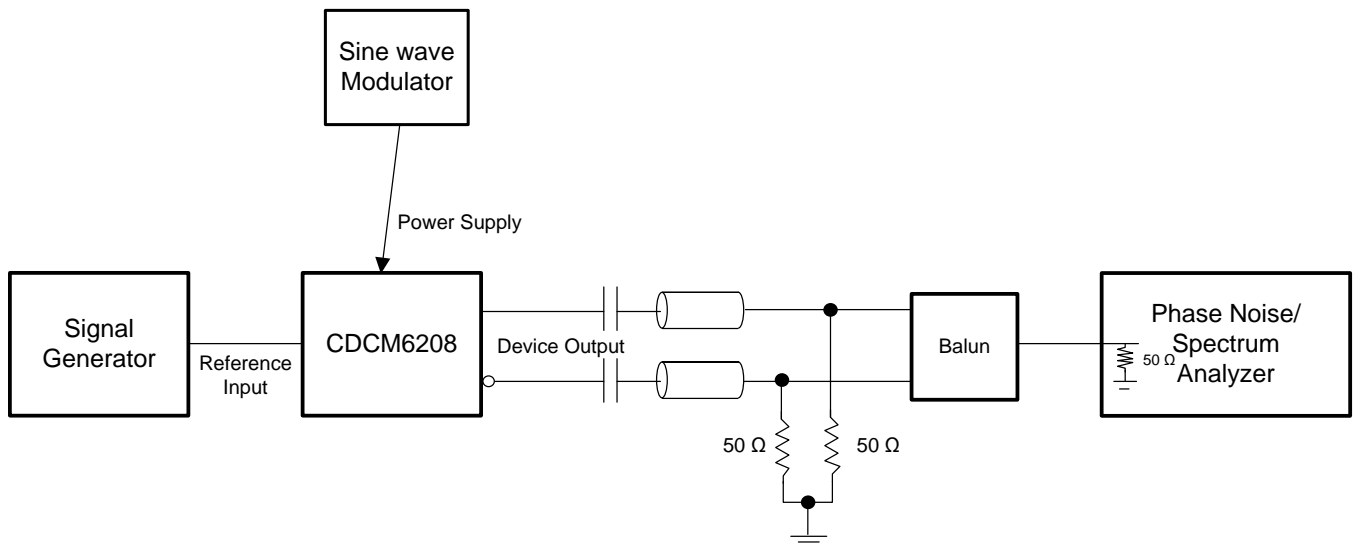 Sine wave
Modulator
Power Supply
Signal
Generator
Reference
Input
CDCM6208
Device Output
Balun
Phase Noise/
Spectrum
Analyzer
50 Ω
50 Ω
50 Ω